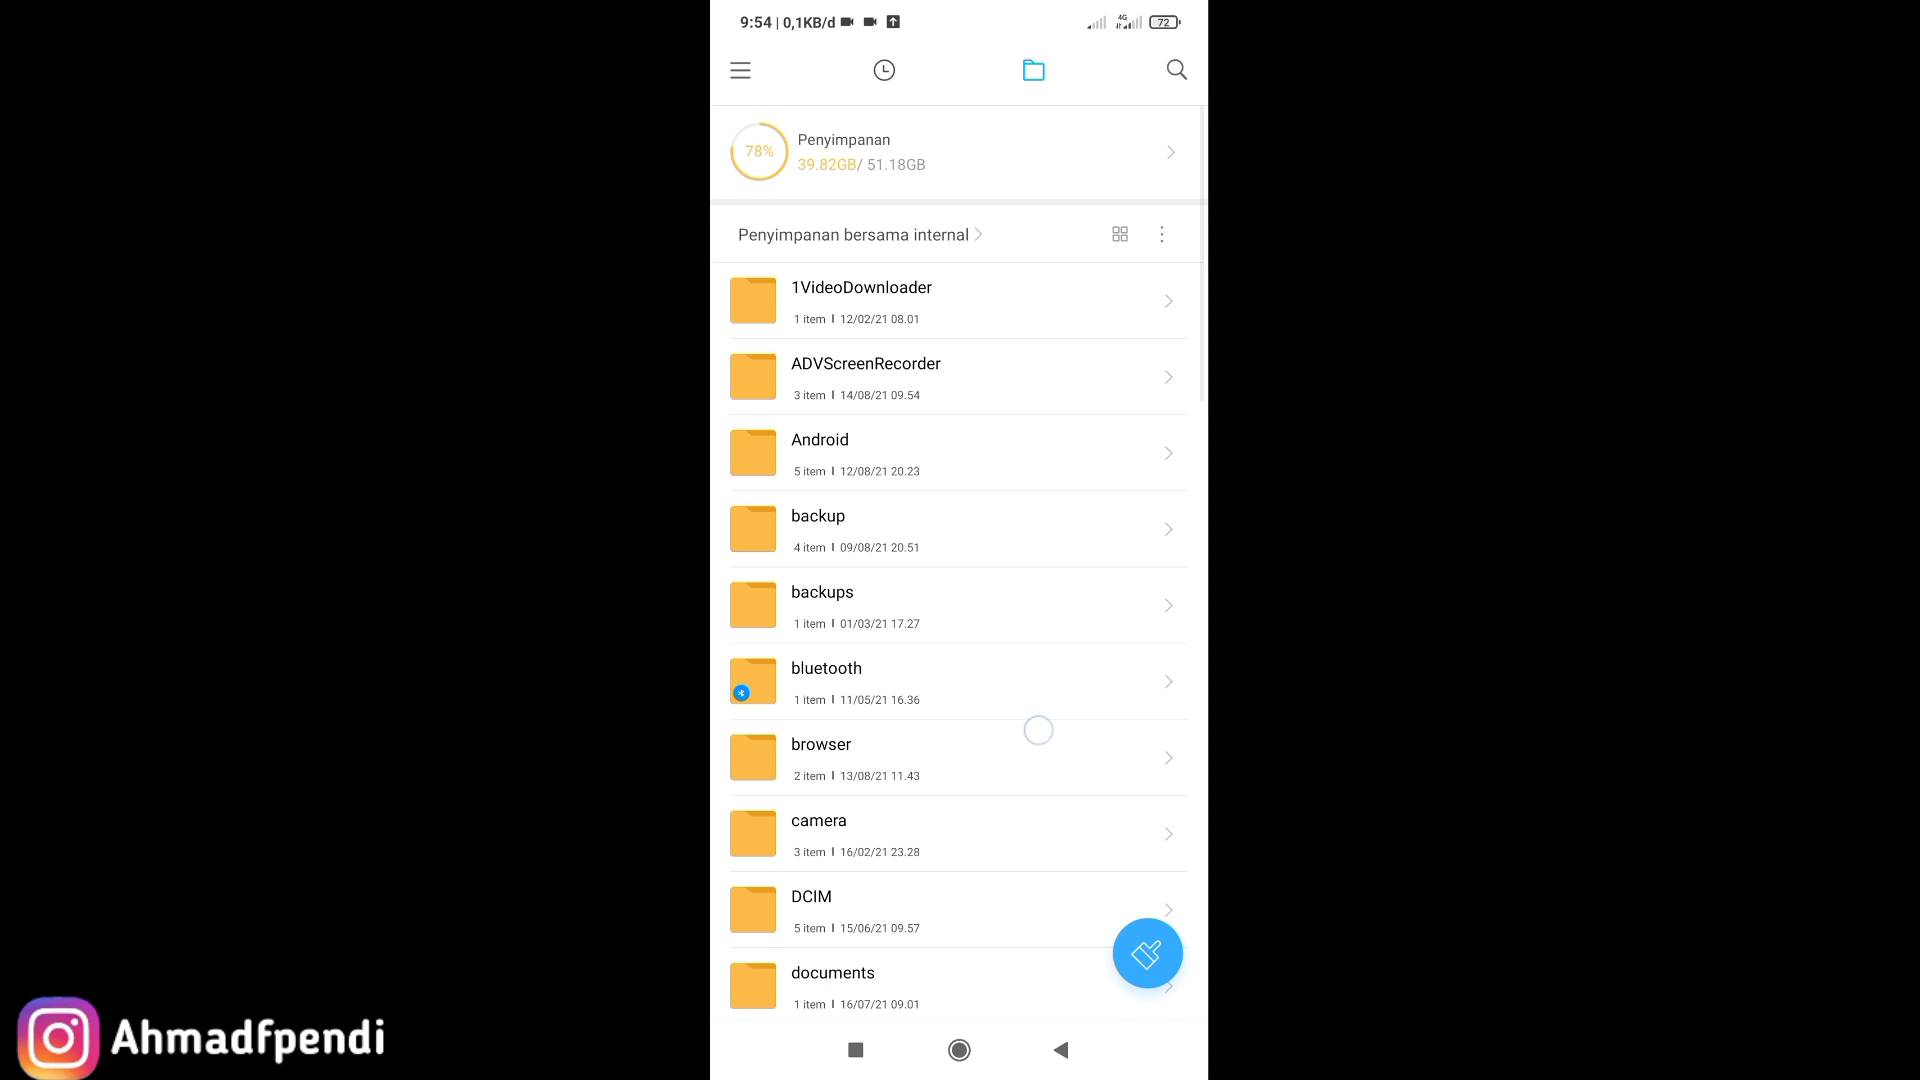 9:54 | 0,1KB/d
4G
72
78%
Penyimpanan
39.82GB/ 51.18GB
Penyimpanan bersama internal
1VideoDownloader
1 item I 12/02/21 08.01
ADVScreenRecorder
3 item I 14/08/21 09.54
Android
5 item I 12/08/21 20.23
backup
4 item I 09/08/21 20.51
backups
1 item I 01/03/21 17.27
bluetooth
1 item I 11/05/21 16.36
browser
2 item I 13/08/21 11.43
camera
3 item I 16/02/21 23.28
DCIM
5 item I 15/06/21 09.57
documents
1 item I 16/07/21 09.01
Ahmadfpendi